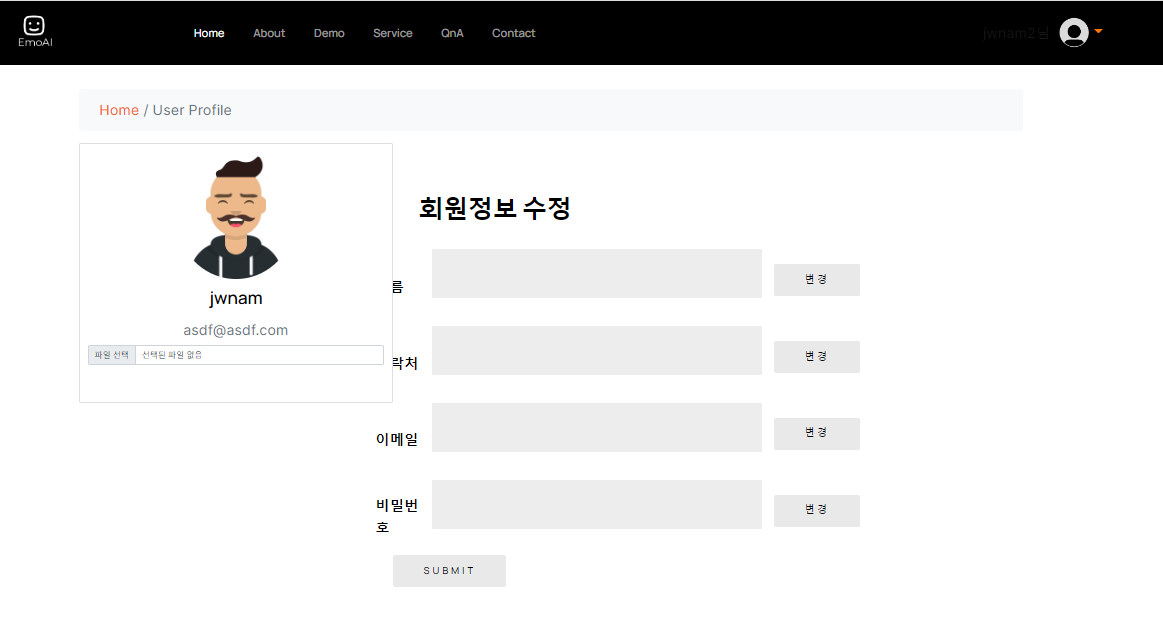 EmoAI
Home About Demo Service QnA Contact jwnam2님
Home / User Profile
jwnam
asdf@asdf.com
파일 선택 선택된 파일 없음
회원정보 수정
름 변경
락처 변경
이메일 변경
비밀번
호 변경
SUBMIT